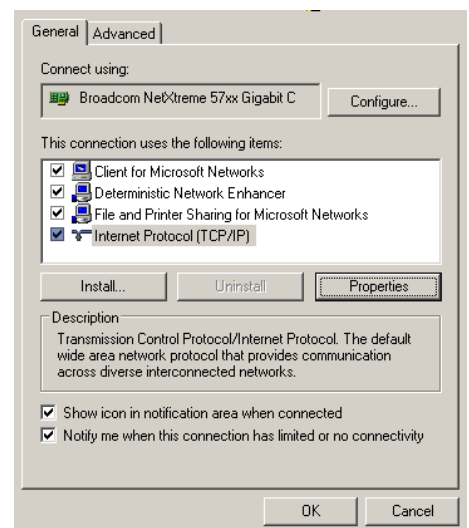 General Advanced
Connect using:
Broadcom NetXtreme 57xx Gigabit C
Configure...
This connection uses the following items:
Client for Microsoft Networks
Deterministic Network Enhancer
File and Printer Sharing for Microsoft Networks
Internet Protocol (TCP/IP)
Install... Uninstall Properties
Description
Transmission Control Protocol/Internet Protocol. The default
wide area network protocol that provides communication
across diverse interconnected networks.
Show icon in notification area when connected
Notify me when this connection has limited or no connectivity
OK Cancel